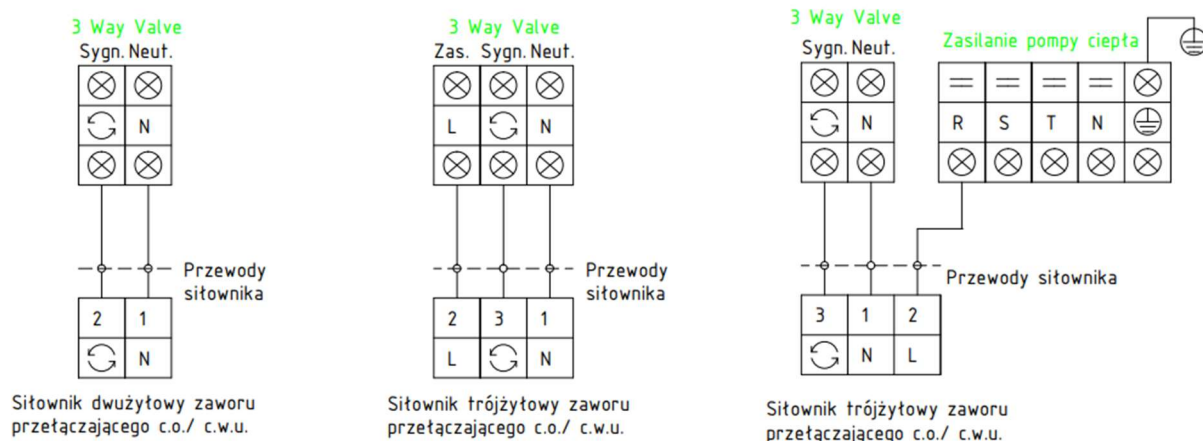 3 Way Valve
Sygn. Neut.
N
2 1
N
Przewody
siłownika
Siłownik dwużyłowy zaworu
przełączającego c.o./ c.w.u.
3 Way Valve
Zas. Sygn. Neut.
L N
2 3 1
L N
Przewody
siłownika
Siłownik trójżyłowy zaworu
przełączającego c.o./ c.w.u.
3 Way Valve
Sygn. Neut.
N
Zasilanie pompy ciepła
R S T N
Przewody siłownika
3 1 2
N L
Siłownik trójżyłowy zaworu
przełączającego c.o./ c.w.u.